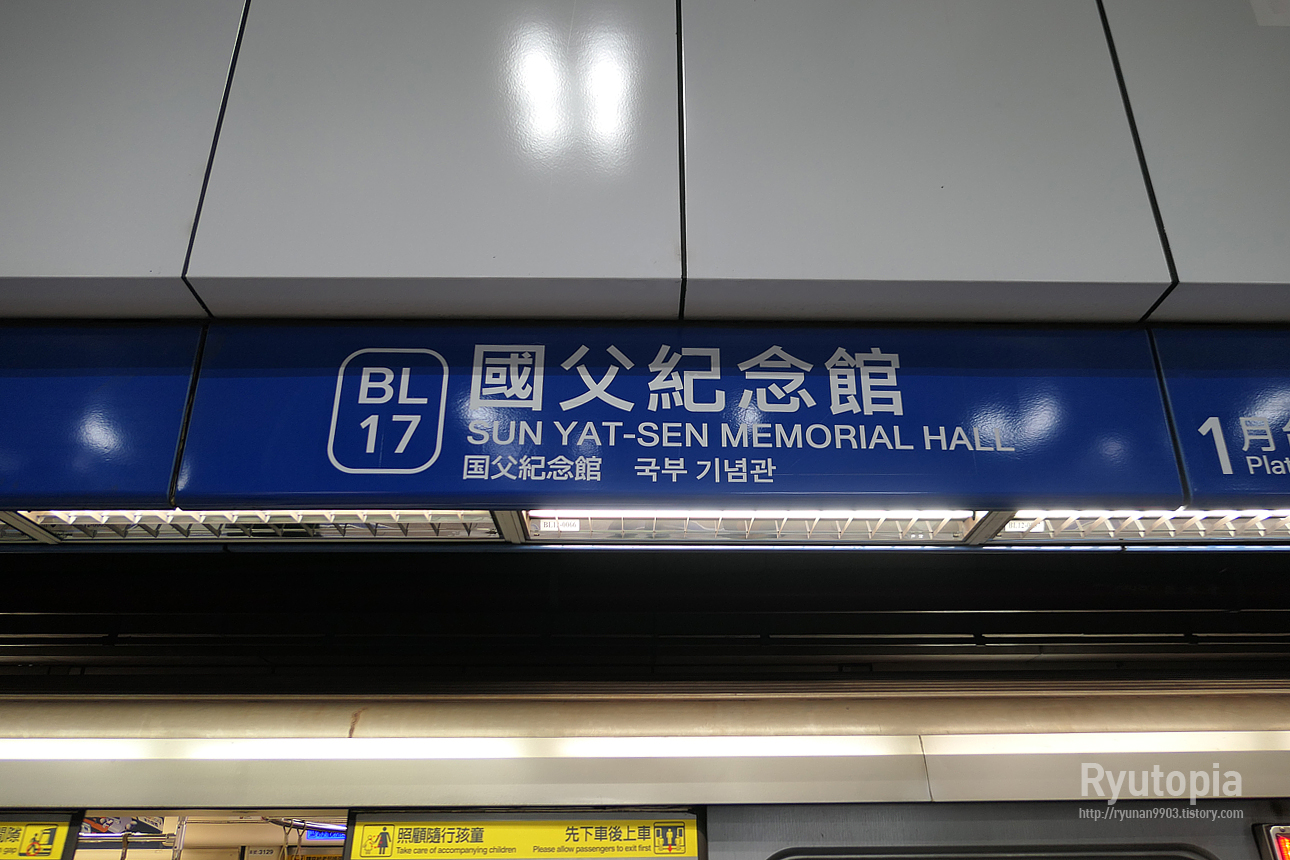 BL
17
國父紀念館
SUN YAT-SEN MEMORIAL HALL
国父紀念館 국부 기념관
1
月
Plat
Ryutopia
http://ryunan9903.tistory.com
照顧隨行孩童
Take care of accompanying children
先下車後上車
Please allow passengers to exit first
3129